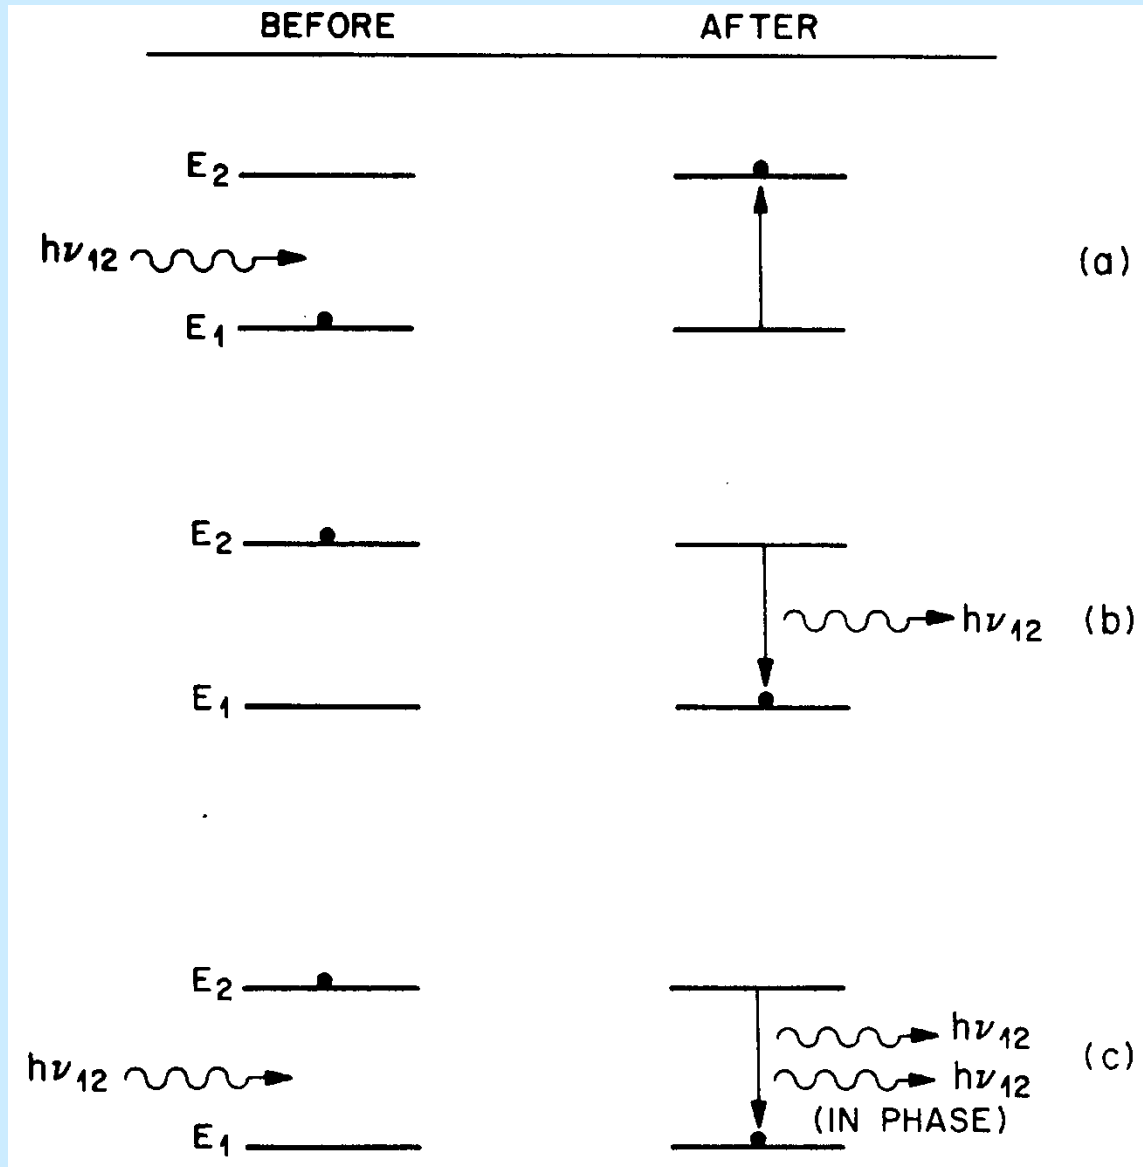 BEFORE AFTER
E₂
hν₁₂
(a)
E₁
E₂
hν₁₂ (b)
E₁
E₂
hν₁₂
hν₁₂
hν₁₂
(c)
(IN PHASE)
E₁